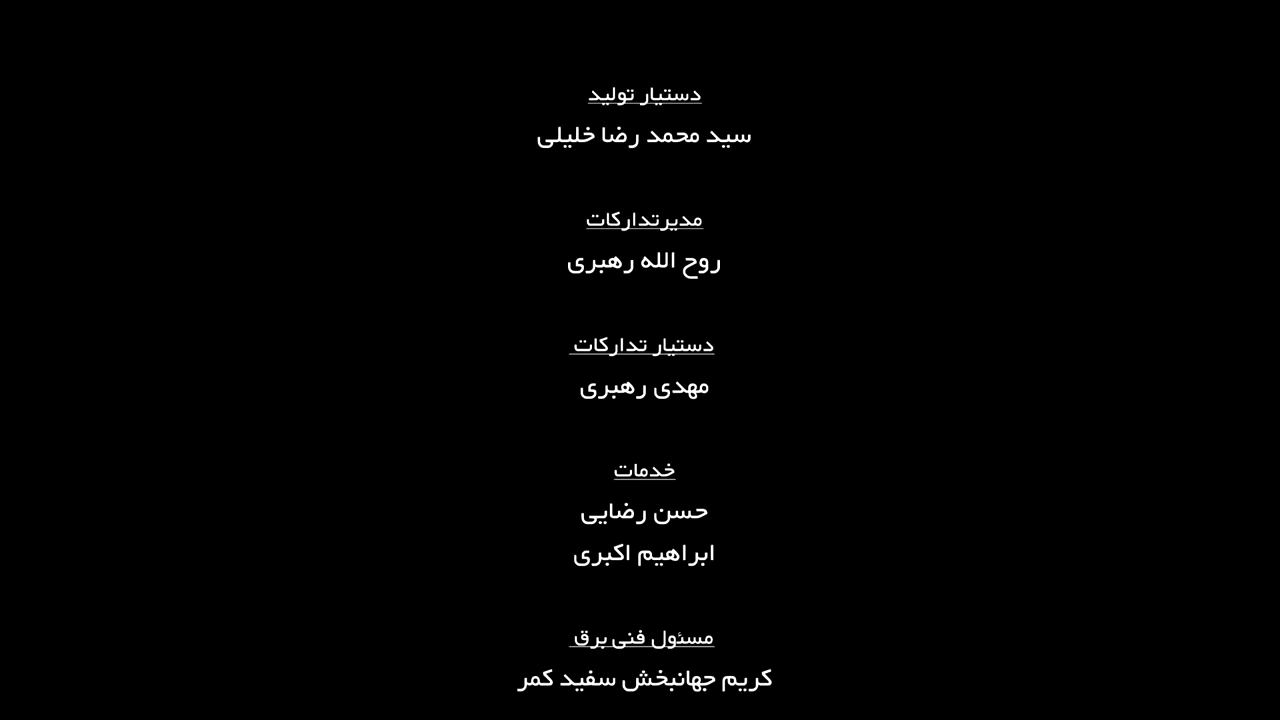 دستیار تولید
سید محمد رضا خلیلی
مدیرتدارکات
روح الله رهبری
دستیار تدارکات
مهدی رهبری
خدمات
حسن رضایی
ابراهیم اکبری
مسئول فنی برق
کریم جهانبخش سفید کمر